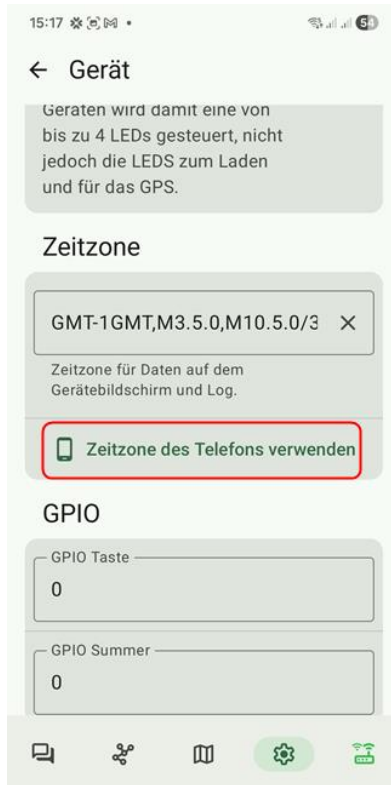 15:17
54
Gerät
Geräten wird damit eine von
bis zu 4 LEDs gesteuert, nicht
jedoch die LEDS zum Laden
und für das GPS.
Zeitzone
GMT-1GMT,M3.5.0,M10.5.0/3
Zeitzone für Daten auf dem
Gerätebildschirm und Log.
Zeitzone des Telefons verwenden
GPIO
GPIO Taste
0
GPIO Summer
0